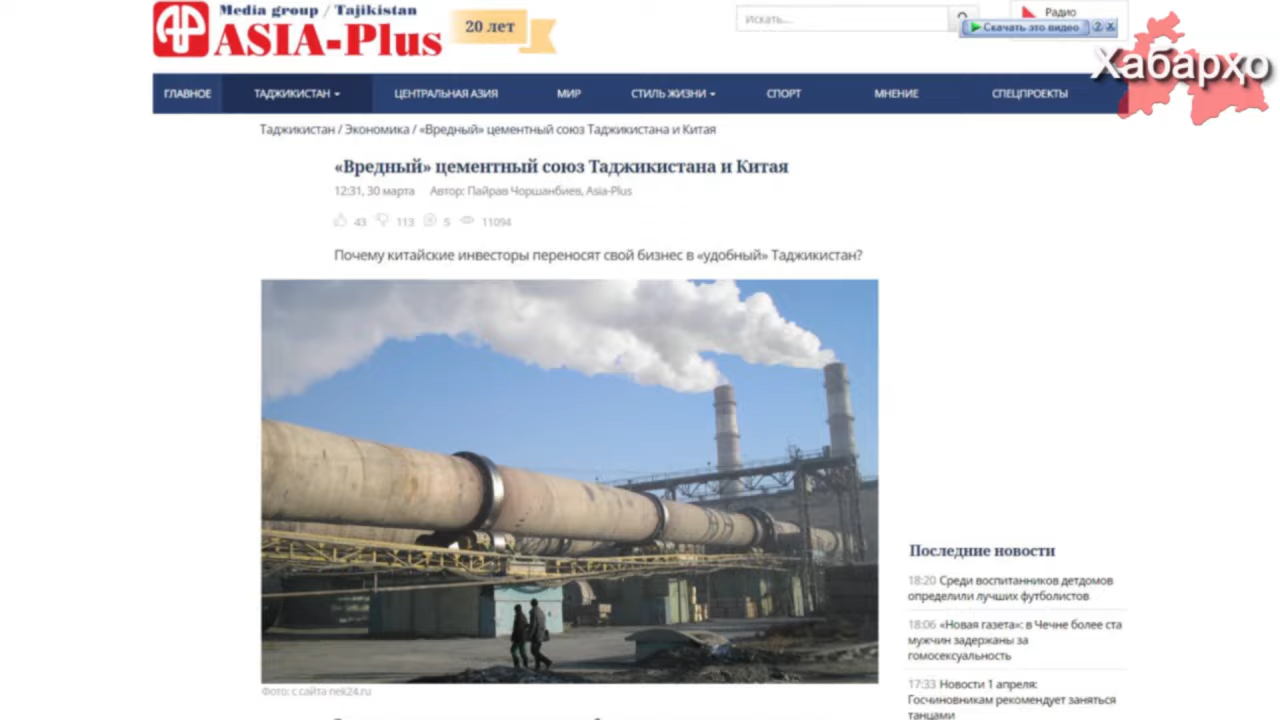 Media group / Tajikistan
ASIA-Plus
20 лет
Искать...
Радио
Скачать это видео ? X
Хабарҳо
ГЛАВНОЕ ТАДЖИКИСТАН ЦЕНТРАЛЬНАЯ АЗИЯ МИР СТИЛЬ ЖИЗНИ СПОРТ МНЕНИЕ СПЕЦПРОЕКТЫ
Таджикистан / Экономика / «Вредный» цементный союз Таджикистана и Китая
«Вредный» цементный союз Таджикистана и Китая
12:31, 30 марта Автор: Пайрав Чоршанбиев, Asia-Plus
43 113 5 11094
Почему китайские инвесторы переносят свой бизнес в «удобный» Таджикистан?
Фото: с сайта nek24.ru
Последние новости
18:20 Среди воспитанников детдомов
определили лучших футболистов
18:06 «Новая газета»: в Чечне более ста
мужчин задержаны за
гомосексуальность
17:33 Новости 1 апреля:
Госчиновникам рекомендует заняться
танцами